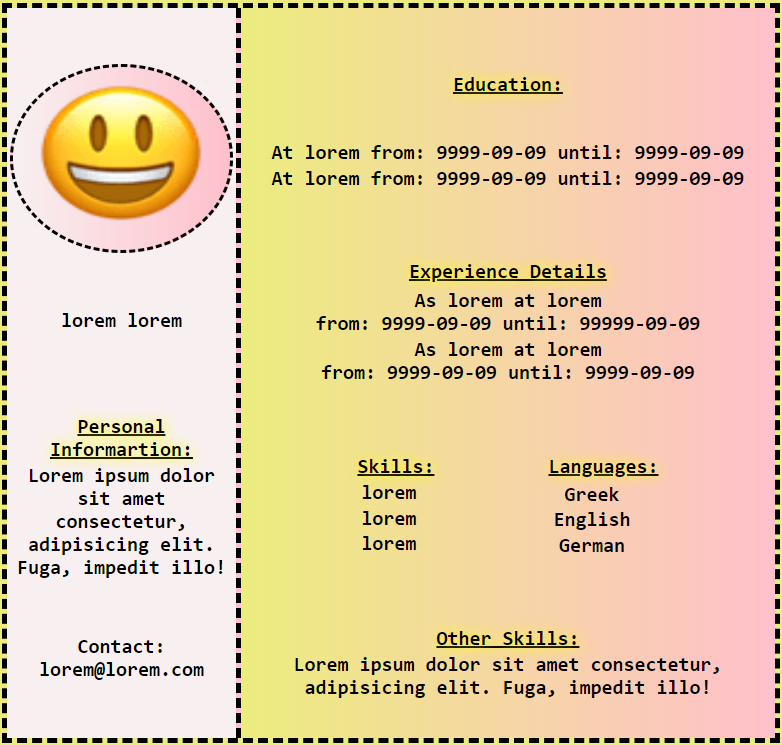 lorem lorem
Personal
Informartion:
Lorem ipsum dolor
sit amet
consectetur,
adipisicing elit.
Fuga, impedit illo!
Contact:
lorem@lorem.com
Education:
At lorem from: 9999-09-09 until: 9999-09-09
At lorem from: 9999-09-09 until: 9999-09-09
Experience Details
As lorem at lorem
from: 9999-09-09 until: 99999-09-09
As lorem at lorem
from: 9999-09-09 until: 9999-09-09
Skills:
lorem
lorem
lorem
Languages:
Greek
English
German
Other Skills:
Lorem ipsum dolor sit amet consectetur,
adipisicing elit. Fuga, impedit illo!